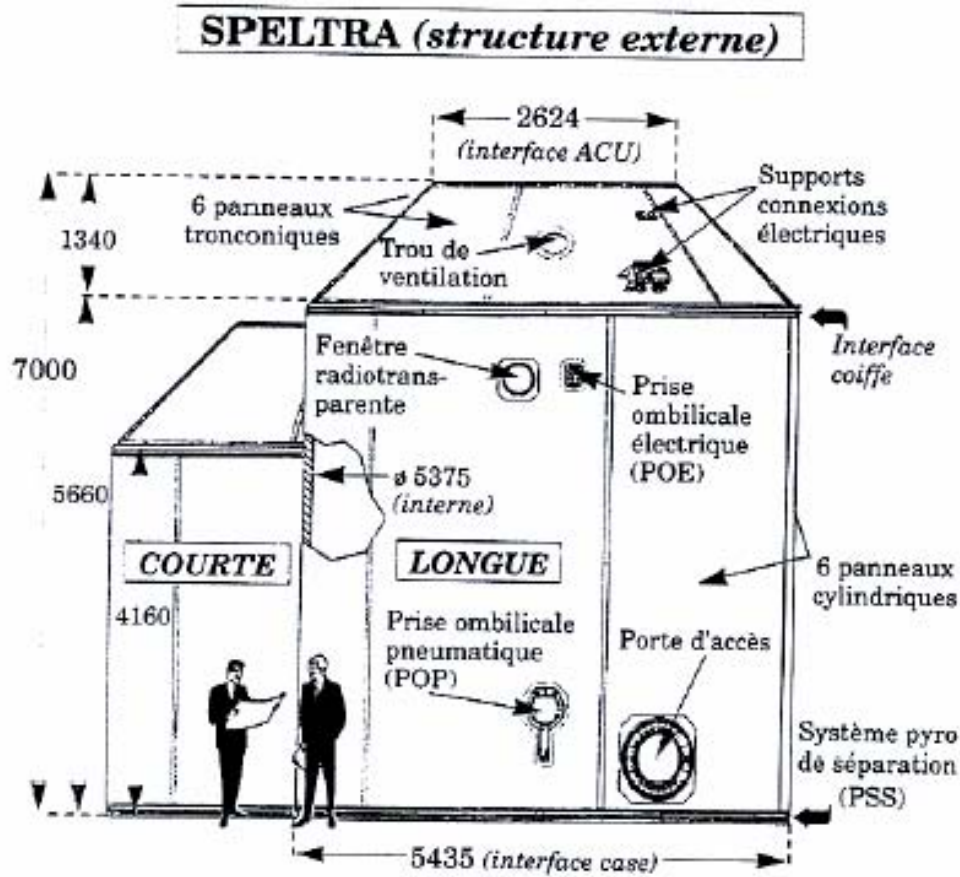 SPELTRA (structure externe)
2624
(interface ACU)
6 panneaux
tronconiques
Supports
connexions
électriques
1340
Trou de
ventilation
7000
Fenêtre
radiotrans-
parente
Interface
coiffe
Prise
ombilicale
électrique
(POE)
5660
ø 5375
(interne)
COURTE
LONGUE
6 panneaux
cylindriques
4160
Prise ombilicale
pneumatique
(POP)
Porte d'accès
Système pyro
de séparation
(PSS)
5435 (interface case)